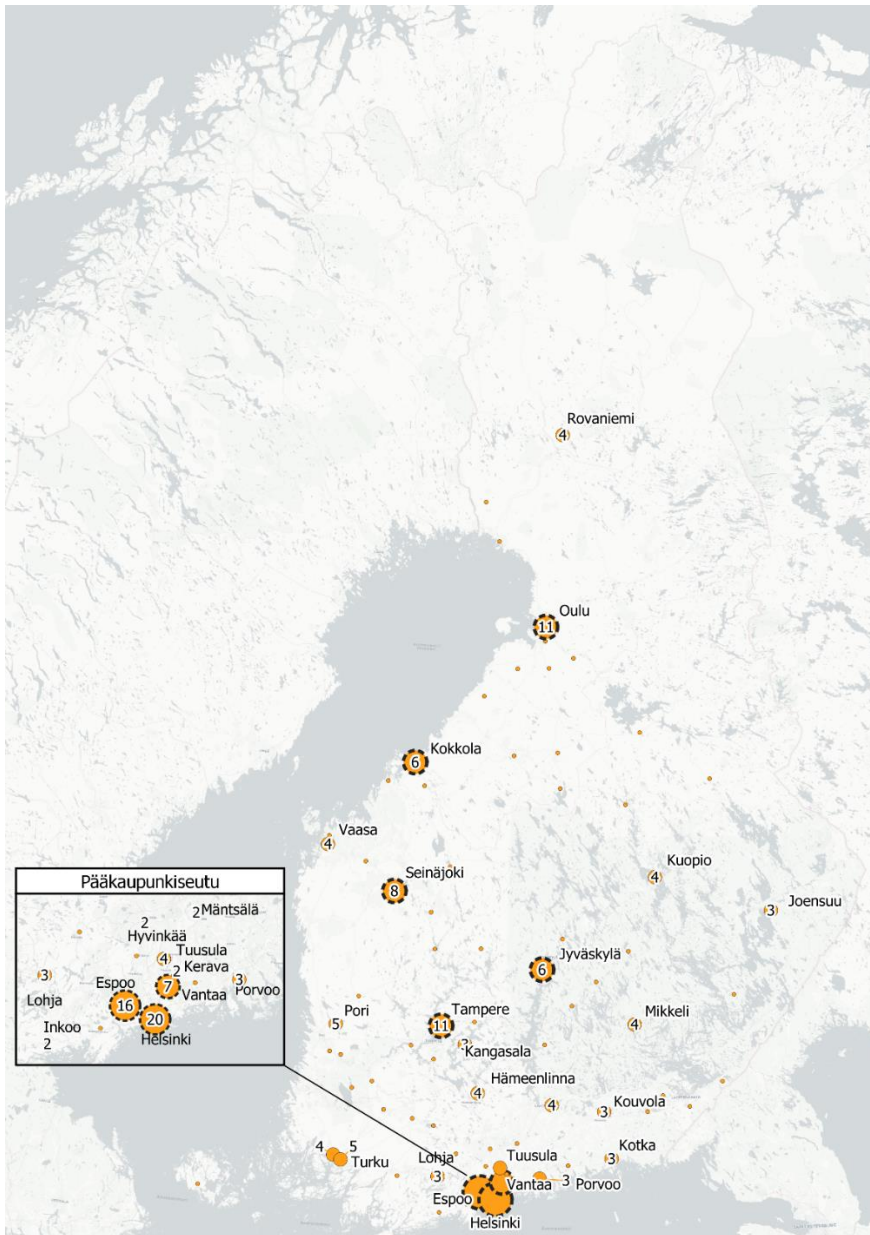 Rovaniemi
4
Oulu
11
Kokkola
6
Vaasa
4
Seinäjoki
8
Kuopio
4
Joensuu
3
Jyväskylä
6
Pori
5
Tampere
11
Kangasala
3
Mikkeli
4
Hämeenlinna
4
4
Kouvola
3
Kotka
3
4
5
Turku
Lohja
3
Tuusula
Vantaa
Espoo
Helsinki
3
Porvoo
Pääkaupunkiseutu
2
Mäntsälä
2
Hyvinkää
Tuusula
4
2
Kerava
3
Lohja
Espoo
16
7
Vantaa
3
Porvoo
20
Helsinki
Inkoo
2